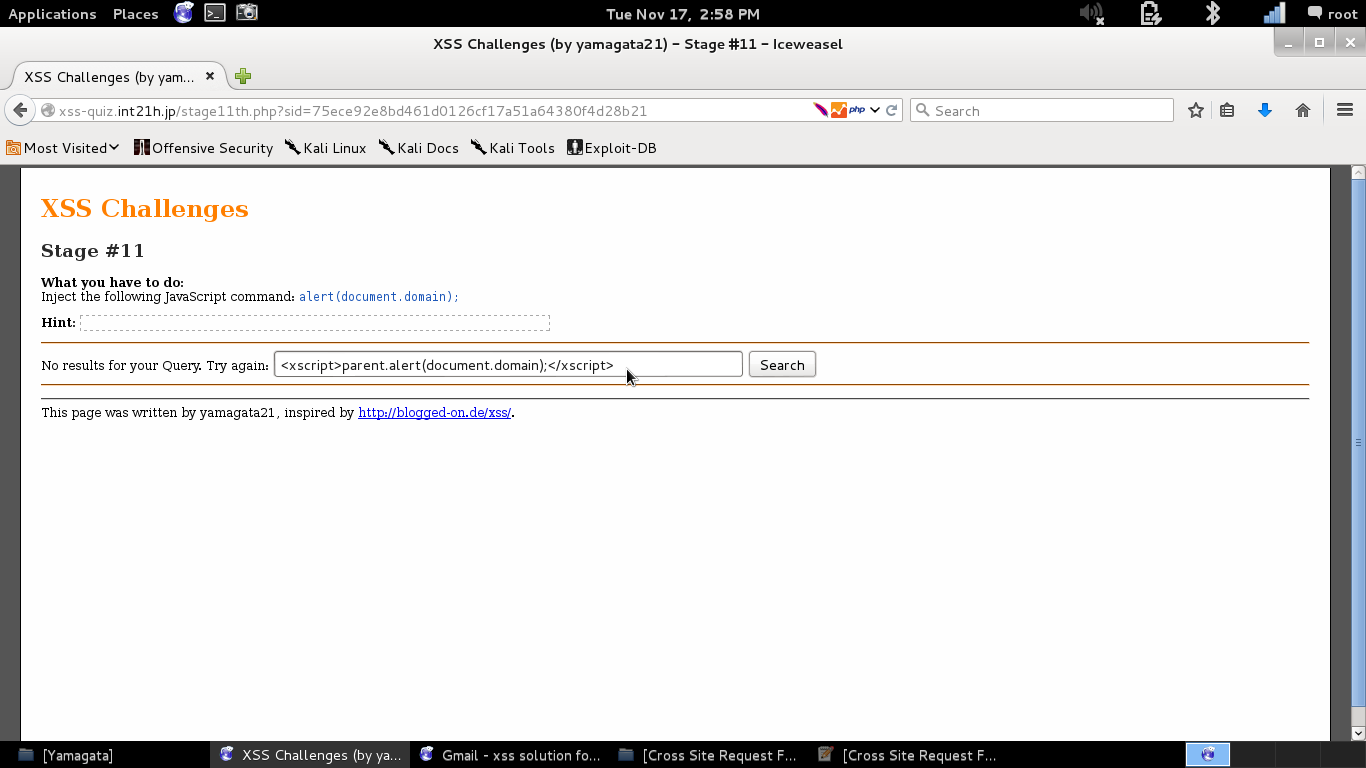 Applications Places Tue Nov 17, 2:58 PM root
XSS Challenges (by yamagata21) - Stage #11 - Iceweasel
XSS Challenges (by yam...
xss-quiz.int21h.jp/stage11th.php?sid=75ece92e8bd461d0126cf17a51a64380f4d28b21 php Search
Most Visited Offensive Security Kali Linux Kali Docs Kali Tools Exploit-DB
XSS Challenges
Stage #11
What you have to do:
Inject the following JavaScript command: alert(document.domain);
Hint:
No results for your Query. Try again: <xscript>parent.alert(document.domain);</xscript> Search
This page was written by yamagata21, inspired by http://blogged-on.de/xss/.
[Yamagata] XSS Challenges (by ya... Gmail - xss solution fo... [Cross Site Request F... [Cross Site Request F...